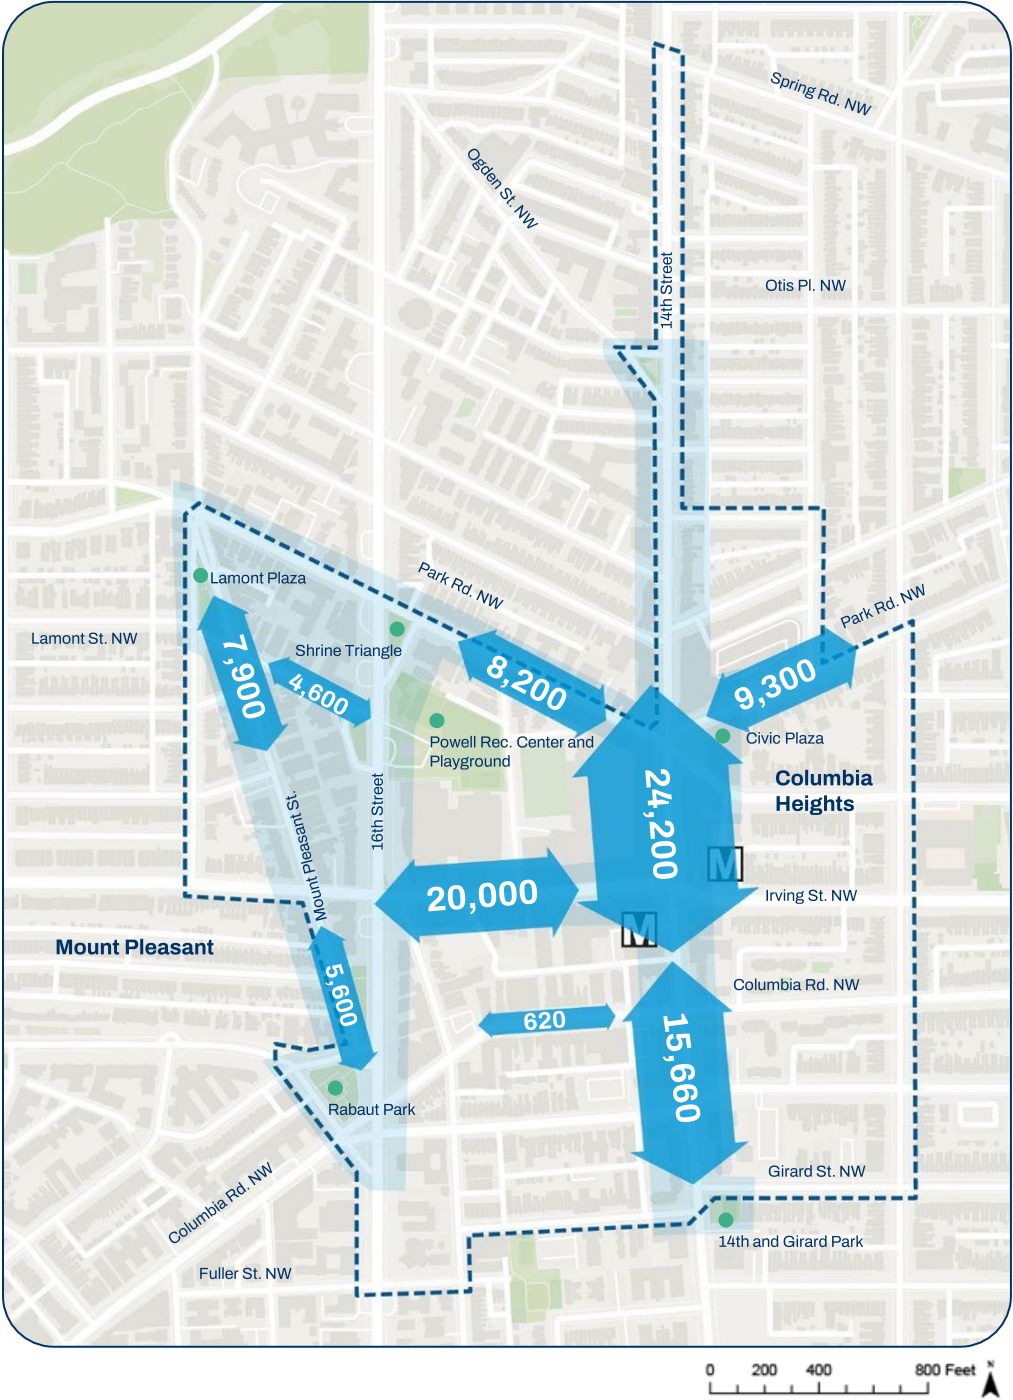 Spring Rd. NW
Ogden St. NW
14th Street
Otis Pl. NW
Park Rd. NW
Park Rd. NW
Lamont Plaza
Lamont St. NW
Shrine Triangle
7,900
4,600
8,200
9,300
Powell Rec. Center and
Playground
Civic Plaza
Columbia
Heights
24,200
16th Street
Mount Pleasant St.
M
20,000
Irving St. NW
M
Mount Pleasant
5,600
Columbia Rd. NW
620
15,660
Rabaut Park
Girard St. NW
Columbia Rd. NW
14th and Girard Park
Fuller St. NW
0 200 400 800 Feet
N